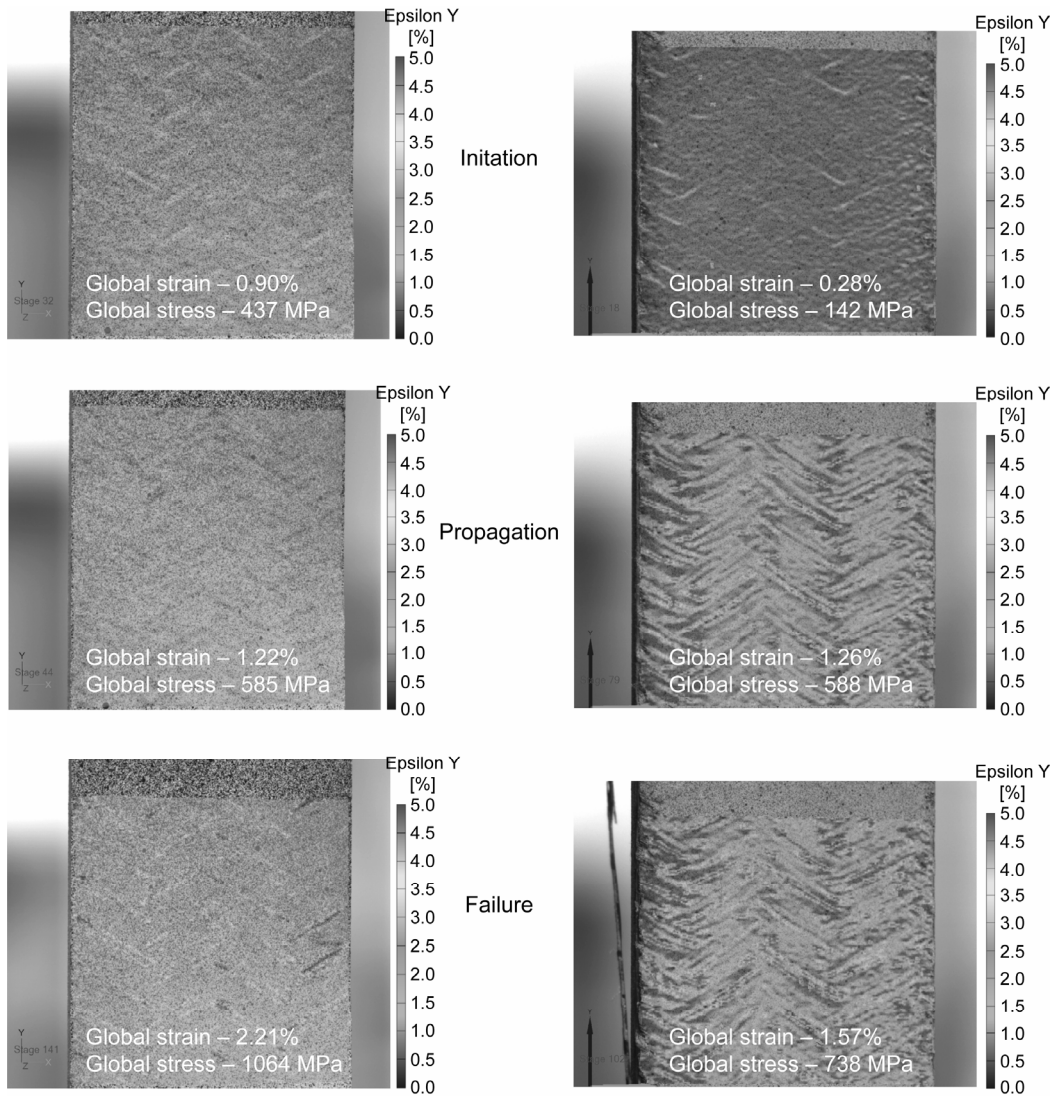 Epsilon Y
[%]
5.0
4.5
4.0
3.5
3.0
2.5
2.0
1.5
1.0
0.5
0.0
Y
Stage 32
Z
X
Global strain – 0.90%
Global stress – 437 MPa
Initation
Epsilon Y
[%]
5.0
4.5
4.0
3.5
3.0
2.5
2.0
1.5
1.0
0.5
0.0
Y
Stage 18
Global strain – 0.28%
Global stress – 142 MPa
Epsilon Y
[%]
5.0
4.5
4.0
3.5
3.0
2.5
2.0
1.5
1.0
0.5
0.0
Y
Stage 44
Z
X
Global strain – 1.22%
Global stress – 585 MPa
Propagation
Epsilon Y
[%]
5.0
4.5
4.0
3.5
3.0
2.5
2.0
1.5
1.0
0.5
0.0
Y
Stage 79
Global strain – 1.26%
Global stress – 588 MPa
Epsilon Y
[%]
5.0
4.5
4.0
3.5
3.0
2.5
2.0
1.5
1.0
0.5
0.0
Y
Stage 141
Z
X
Global strain – 2.21%
Global stress – 1064 MPa
Failure
Epsilon Y
[%]
5.0
4.5
4.0
3.5
3.0
2.5
2.0
1.5
1.0
0.5
0.0
Y
Stage 102
Global strain – 1.57%
Global stress – 738 MPa